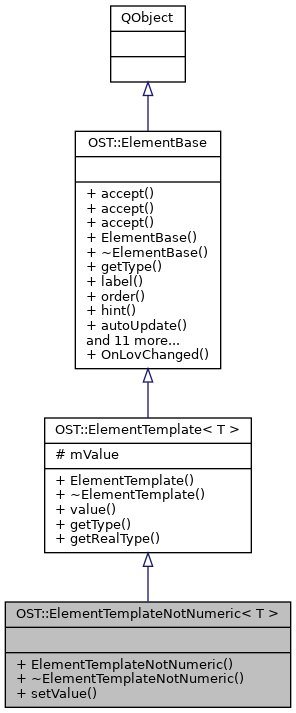 QObject
OST::ElementBase
+ accept()
+ accept()
+ accept()
+ ElementBase()
+ ~ElementBase()
+ getType()
+ label()
+ order()
+ hint()
+ autoUpdate()
and 11 more...
+ OnLovChanged()
OST::ElementTemplate< T >
# mValue
+ ElementTemplate()
+ ~ElementTemplate()
+ value()
+ getType()
+ getRealType()
OST::ElementTemplateNotNumeric< T >
+ ElementTemplateNotNumeric()
+ ~ElementTemplateNotNumeric()
+ setValue()